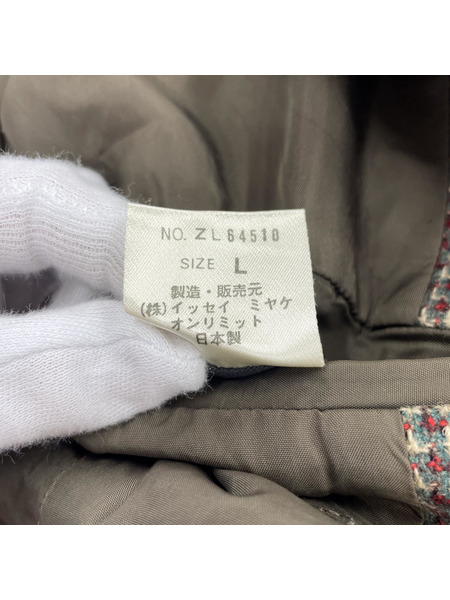 NO. ZL64510
SIZE L
製造・販売元
(株)イッセイ ミヤケ
オンリミット
日本製